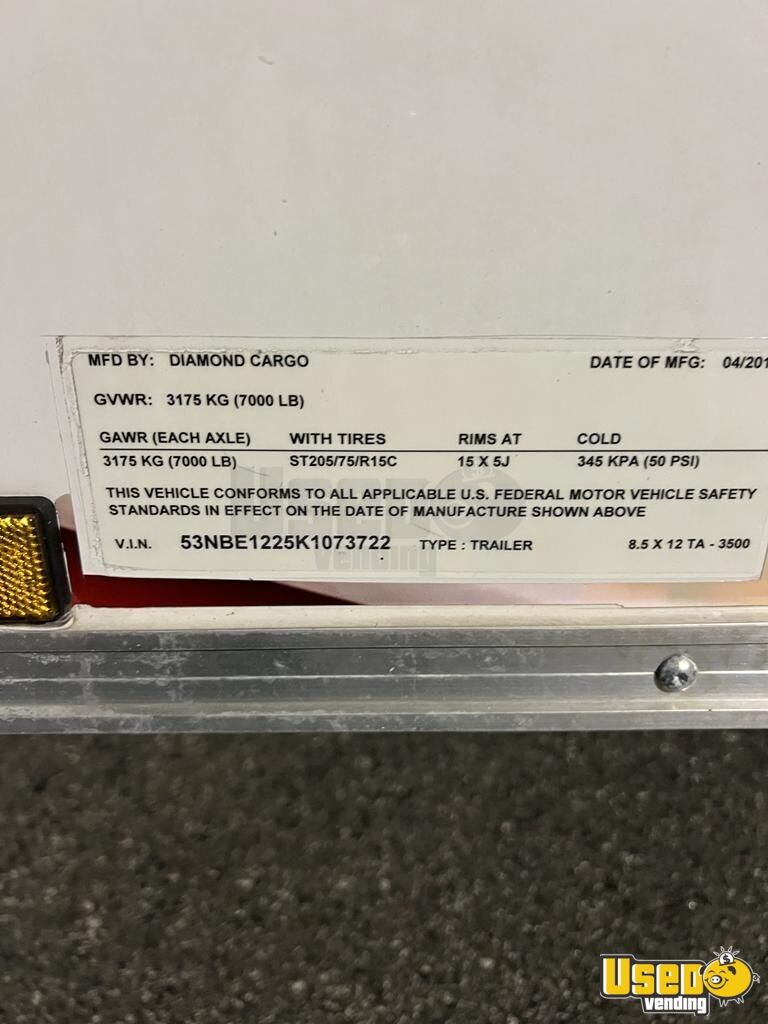 MFD BY: DIAMOND CARGO DATE OF MFG: 04/201
GVWR: 3175 KG (7000 LB)
GAWR (EACH AXLE) WITH TIRES RIMS AT COLD
3175 KG (7000 LB) ST205/75/R15C 15 X 5J 345 KPA (50 PSI)
THIS VEHICLE CONFORMS TO ALL APPLICABLE U.S. FEDERAL MOTOR VEHICLE SAFETY
STANDARDS IN EFFECT ON THE DATE OF MANUFACTURE SHOWN ABOVE
V.I.N. 53NBE1225K1073722 TYPE : TRAILER 8.5 X 12 TA - 3500
USED
vending
Used
vending